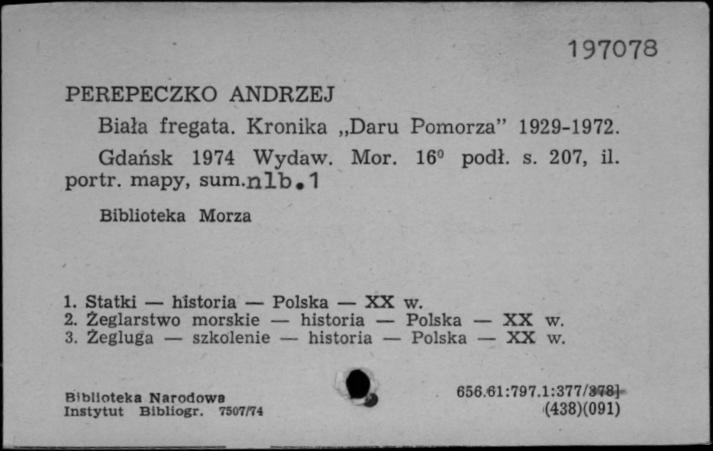 197078
PEREPECZKO ANDRZEJ
Biała fregata. Kronika „Daru Pomorza” 1929-1972.
Gdańsk 1974 Wydaw. Mor. 16⁰ podł. s. 207, il.
portr. mapy, sum.nlb.1
Biblioteka Morza
1. Statki — historia — Polska — XX w.
2. Żeglarstwo morskie — historia — Polska — XX w.
3. Żegluga — szkolenie — historia — Polska — XX w.
Biblioteka Narodowa 656.61:797.1:377/378]
Instytut Bibliogr. 7507/74 (438)(091)